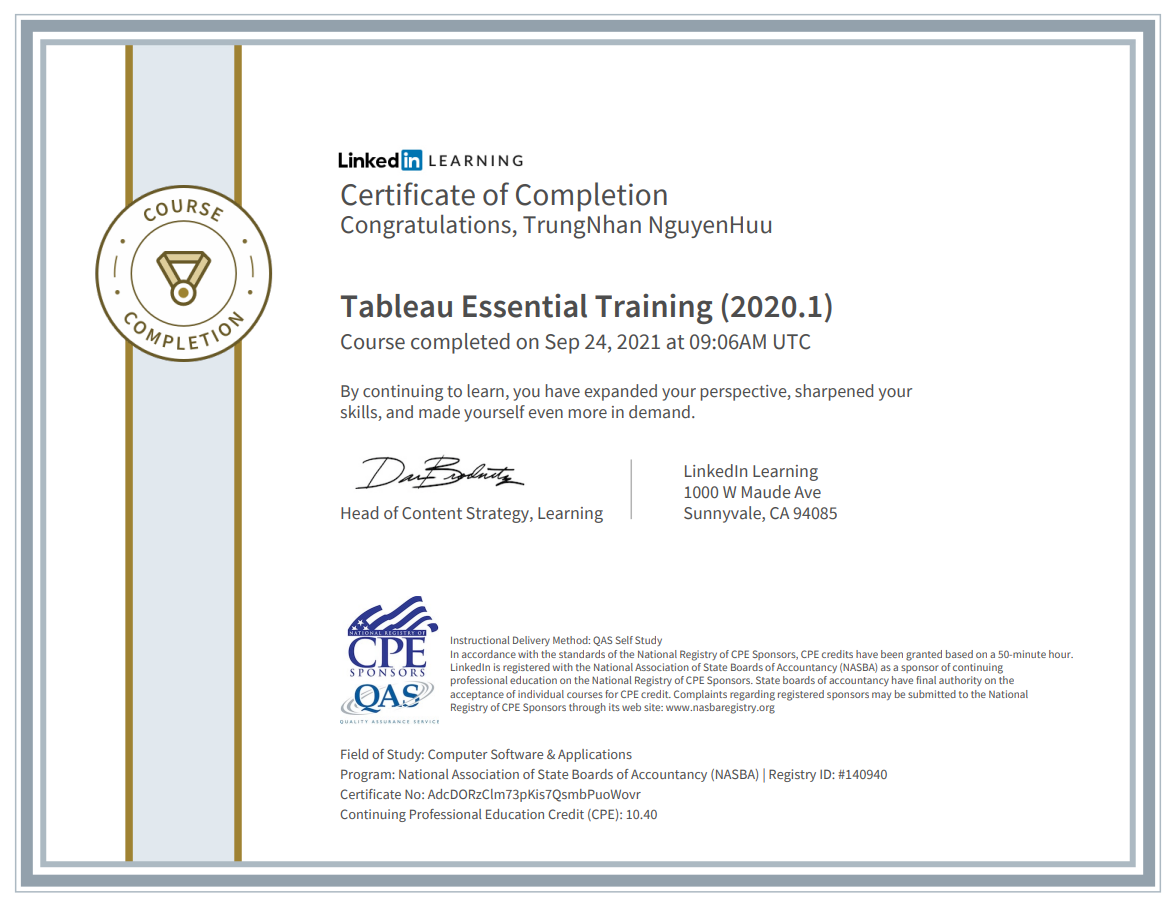 COURSE
COMPLETION
Linked in LEARNING
Certificate of Completion
Congratulations, TrungNhan NguyenHuu
Tableau Essential Training (2020.1)
Course completed on Sep 24, 2021 at 09:06AM UTC
By continuing to learn, you have expanded your perspective, sharpened your
skills, and made yourself even more in demand.
Head of Content Strategy, Learning
LinkedIn Learning
1000 W Maude Ave
Sunnyvale, CA 94085
NATIONAL REGISTRY OF
CPE
SPONSORS
QAS
QUALITY ASSURANCE SERVICE
Instructional Delivery Method: QAS Self Study
In accordance with the standards of the National Registry of CPE Sponsors, CPE credits have been granted based on a 50-minute hour.
LinkedIn is registered with the National Association of State Boards of Accountancy (NASBA) as a sponsor of continuing
professional education on the National Registry of CPE Sponsors. State boards of accountancy have final authority on the
acceptance of individual courses for CPE credit. Complaints regarding registered sponsors may be submitted to the National
Registry of CPE Sponsors through its web site: www.nasbaregistry.org
Field of Study: Computer Software & Applications
Program: National Association of State Boards of Accountancy (NASBA) | Registry ID: #140940
Certificate No: AdcDORzClm73pKis7QsmbPuoWovr
Continuing Professional Education Credit (CPE): 10.40